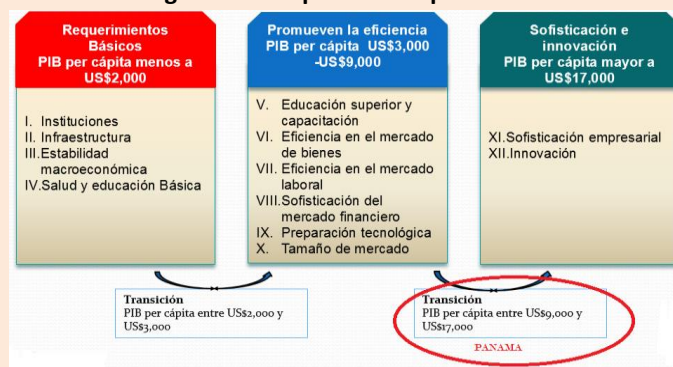 Requerimientos
Básicos
PIB per cápita menos a
US$2,000
I. Instituciones
II. Infraestructura
III.Estabilidad
macroeconómica
IV.Salud y educación Básica
Promueven la eficiencia
PIB per cápita US$3,000
-US$9,000
V. Educación superior y
capacitación
VI. Eficiencia en el mercado
de bienes
VII. Eficiencia en el mercado
laboral
VIII.Sofisticación del
mercado financiero
IX. Preparación tecnológica
X. Tamaño de mercado
Sofisticación e
innovación
PIB per cápita mayor a
US$17,000
XI.Sofisticación empresarial
XII.Innovación
Transición
PIB per cápita entre US$2,000 y
US$3,000
Transición
PIB per cápita entre US$9,000 y
US$17,000
PANAMA